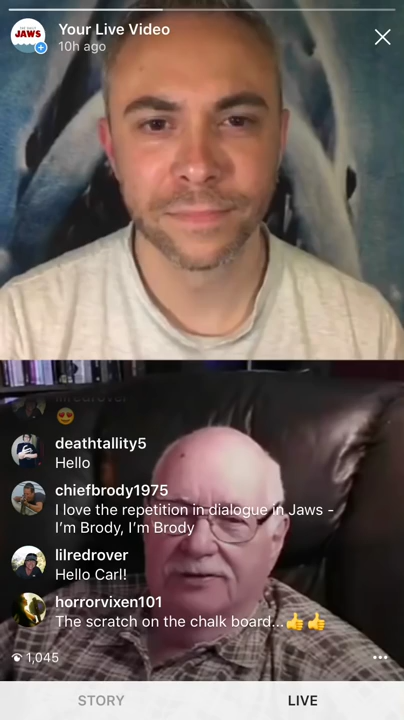 JAWS
Your Live Video
10h ago
lilredrover
😍
deathtallity5
Hello
chiefbrody1975
I love the repetition in dialogue in Jaws -
I'm Brody, I'm Brody
lilredrover
Hello Carl!
horrorvixen101
The scratch on the chalk board...👍👍
1,045
STORY
LIVE